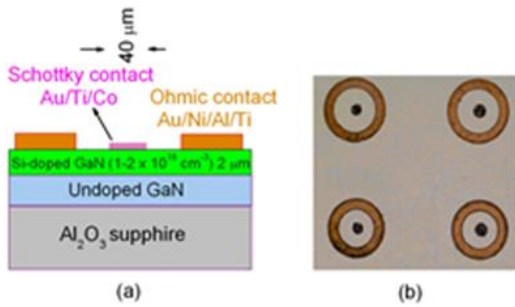 40 μm
Schottky contact
Au/Ti/Co
Ohmic contact
Au/Ni/Al/Ti
Si-doped GaN (1-2 x cm⁻³) 2 μm
Undoped GaN
Al₂O₃ supphire
(a)
(b)